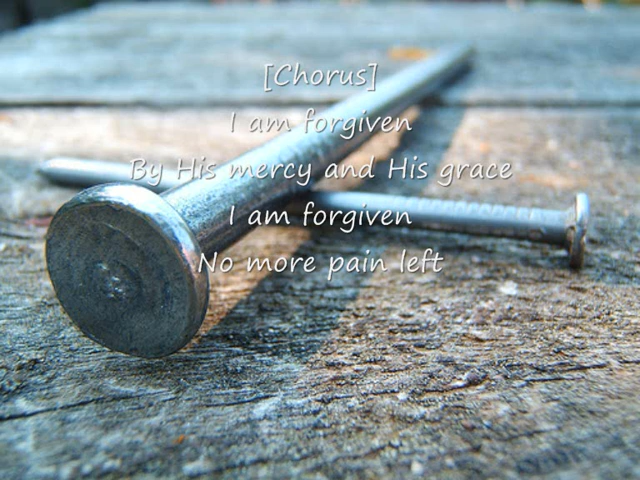 [Chorus]
I am forgiven
By His mercy and His grace
I am forgiven
No more pain left